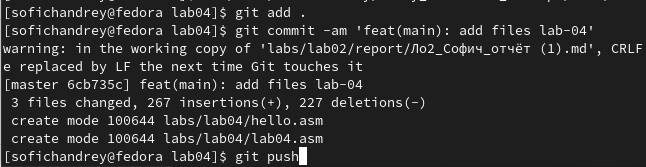 [sofichandrey@fedora lab04]$ git add .
[sofichandrey@fedora lab04]$ git commit -am 'feat(main): add files lab-04'
warning: in the working copy of 'labs/lab02/report/Ло2_Софич_отчёт (1).md', CRLF
e replaced by LF the next time Git touches it
[master 6cb735c] feat(main): add files lab-04
 3 files changed, 267 insertions(+), 227 deletions(-)
 create mode 100644 labs/lab04/hello.asm
 create mode 100644 labs/lab04/lab04.asm
[sofichandrey@fedora lab04]$ git push